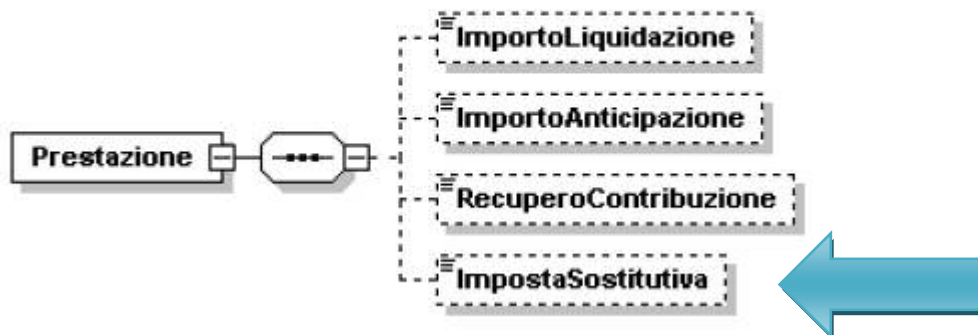 ImportoLiquidazione
ImportoAnticipazione
Prestazione
RecuperoContribuzione
ImpostaSostitutiva